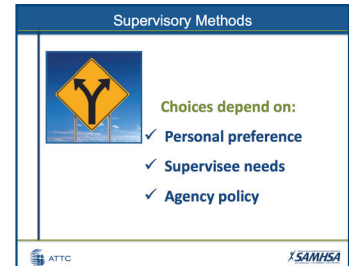 Supervisory Methods
Choices depend on:
✓ Personal preference
✓ Supervisee needs
✓ Agency policy
ATTC
SAMHSA